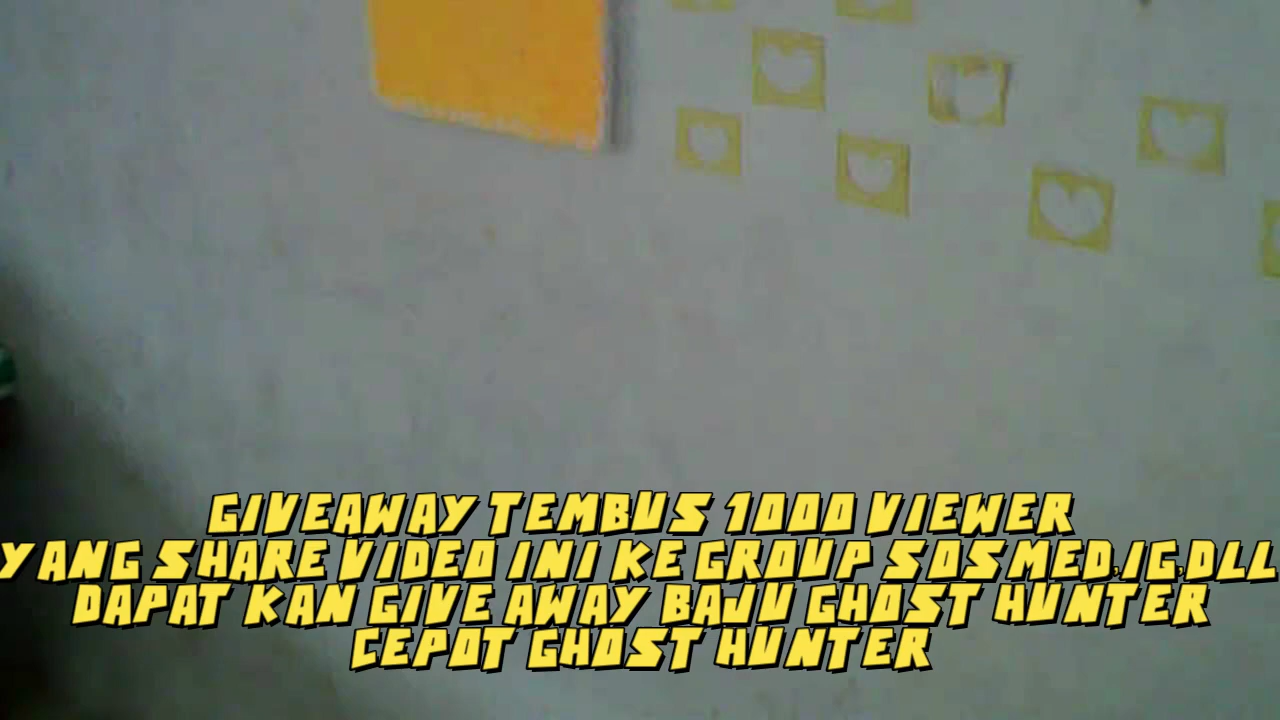 GIVEAWAY TEMBUS 1000 VIEWER
YANG SHARE VIDEO INI KE GROUP SOSMED,IG,DLL
DAPAT KAN GIVE AWAY BAJU GHOST HUNTER
CEPOT GHOST HUNTER